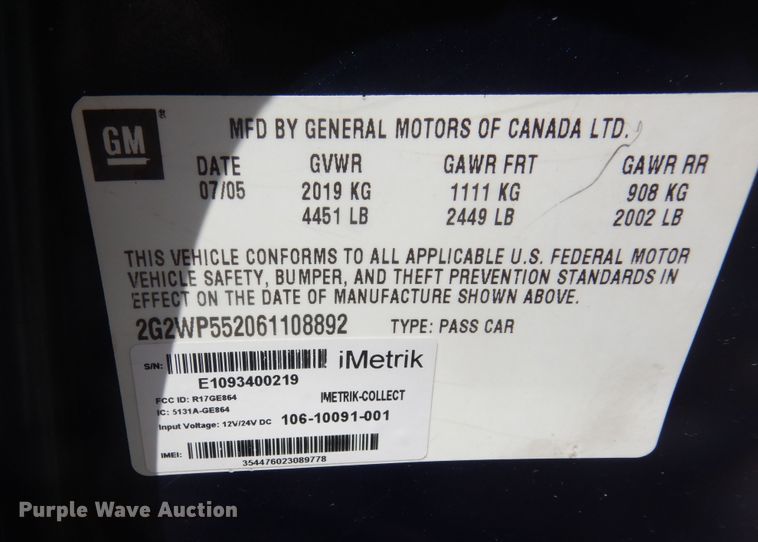 GM ®
MFD BY GENERAL MOTORS OF CANADA LTD.
DATE GVWR GAWR FRT GAWR RR
07/05 2019 KG 1111 KG 908 KG
4451 LB 2449 LB 2002 LB
THIS VEHICLE CONFORMS TO ALL APPLICABLE U.S. FEDERAL MOTOR
VEHICLE SAFETY, BUMPER, AND THEFT PREVENTION STANDARDS IN
EFFECT ON THE DATE OF MANUFACTURE SHOWN ABOVE.
2G2WP552061108892 TYPE: PASS CAR
S/N: iMetrik
E1093400219
FCC ID: R17GE864 IMETRIK-COLLECT
IC: 5131A-GE864
Input Voltage: 12V/24V DC 106-10091-001
IMEI:
354476023089778
Purple Wave Auction